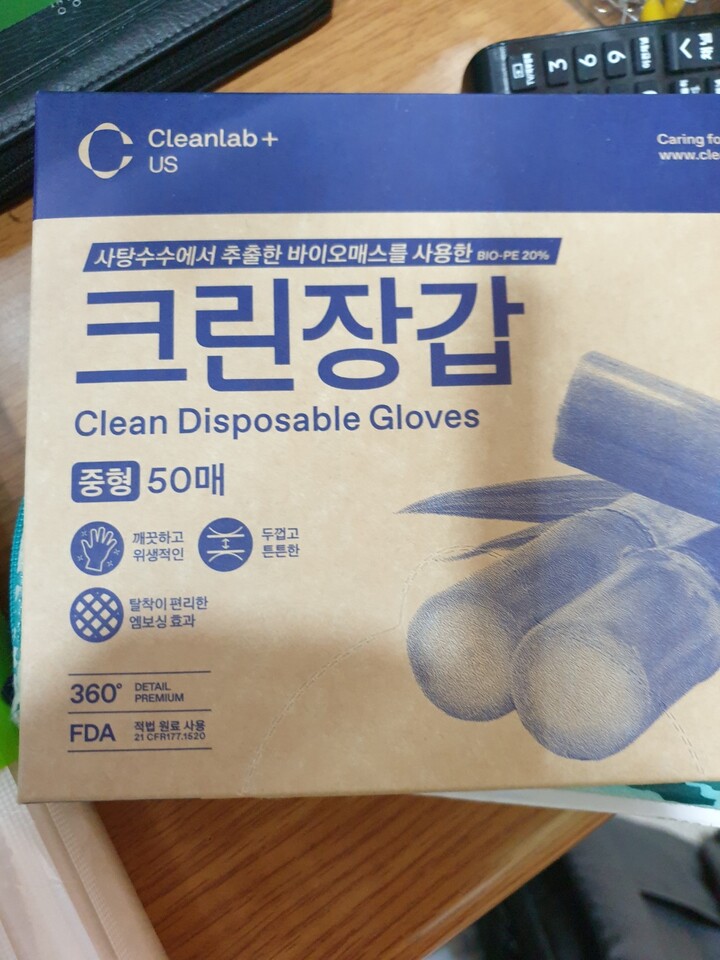 Cleanlab+
US
Caring fo
www.cle
사탕수수에서 추출한 바이오매스를 사용한 BIO-PE 20%
크린장갑
Clean Disposable Gloves
중형 50매
깨끗하고
위생적인
두껍고
튼튼한
탈착이 편리한
엠보싱 효과
360° DETAIL
PREMIUM
FDA 적법 원료 사용
21 CFR177.1520
3
6
9